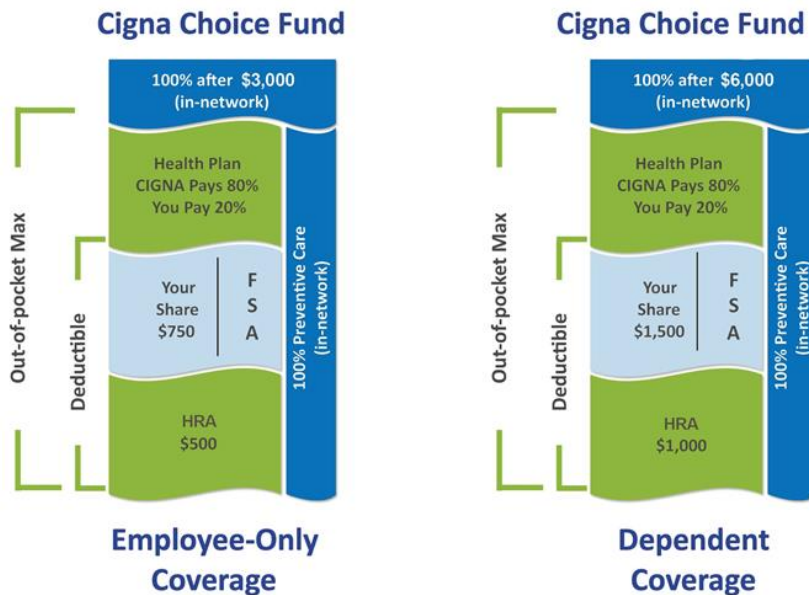 Cigna Choice Fund
100% after $3,000
(in-network)
Health Plan
CIGNA Pays 80%
You Pay 20%
Your
Share
$750
F
S
A
HRA
$500
100% Preventive Care
(in-network)
Out-of-pocket Max
Deductible
Employee-Only
Coverage
Cigna Choice Fund
100% after $6,000
(in-network)
Health Plan
CIGNA Pays 80%
You Pay 20%
Your
Share
$1,500
F
S
A
HRA
$1,000
100% Preventive Care
(in-network)
Out-of-pocket Max
Deductible
Dependent
Coverage